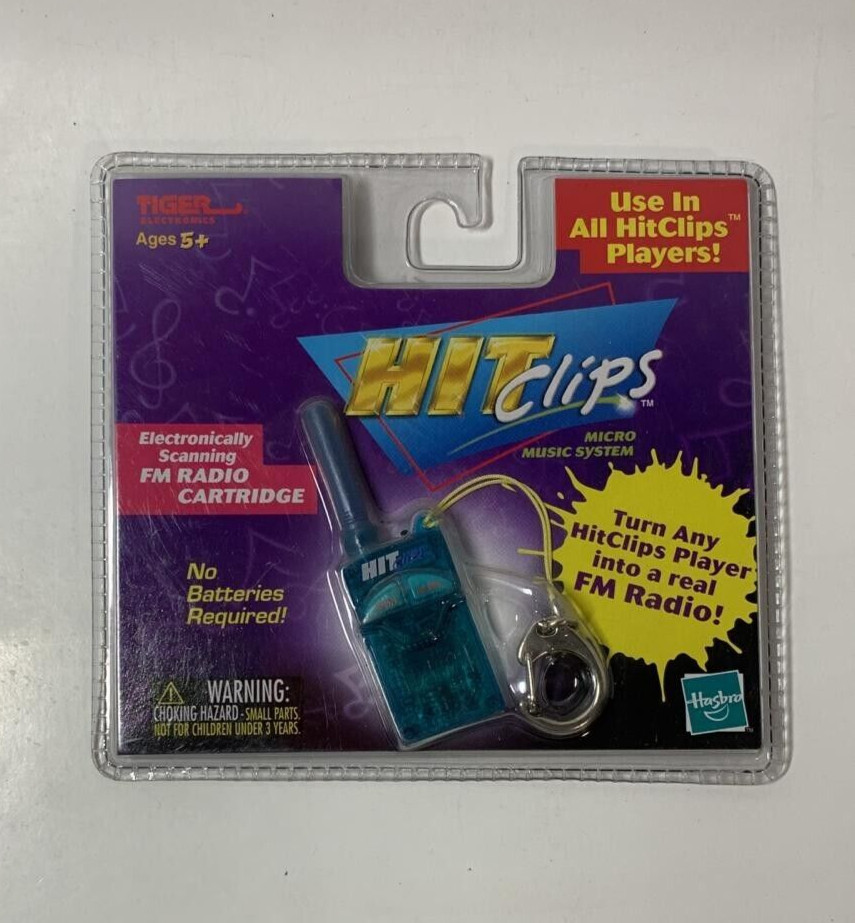 TIGER
ELECTRONICS
Ages 5+
Use In
All HitClips™
Players!
HIT Clips™
MICRO
MUSIC SYSTEM
Electronically
Scanning
FM RADIO
CARTRIDGE
Turn Any
HitClips Player
into a real
FM Radio!
No
Batteries
Required!
HIT Clips
WARNING:
CHOKING HAZARD - SMALL PARTS.
NOT FOR CHILDREN UNDER 3 YEARS.
Hasbro™